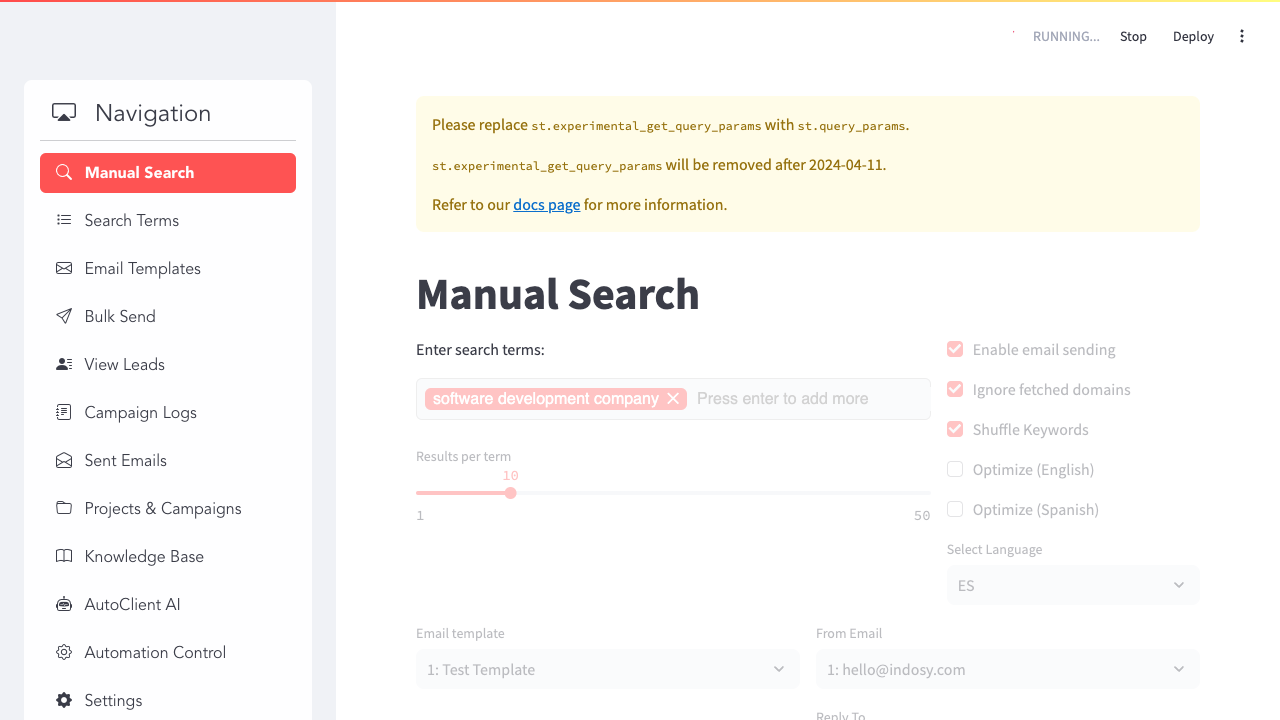 RUNNING...
Stop
Deploy
Navigation
Manual Search
Search Terms
Email Templates
Bulk Send
View Leads
Campaign Logs
Sent Emails
Projects & Campaigns
Knowledge Base
AutoClient AI
Automation Control
Settings
Please replace st.experimental_get_query_params with st.query_params.
st.experimental_get_query_params will be removed after 2024-04-11.
Refer to our docs page for more information.
Manual Search
Enter search terms:
software development company
Press enter to add more
Results per term
10
1
50
Enable email sending
Ignore fetched domains
Shuffle Keywords
Optimize (English)
Optimize (Spanish)
Select Language
ES
Email template
1: Test Template
From Email
1: hello@indosy.com
Reply To